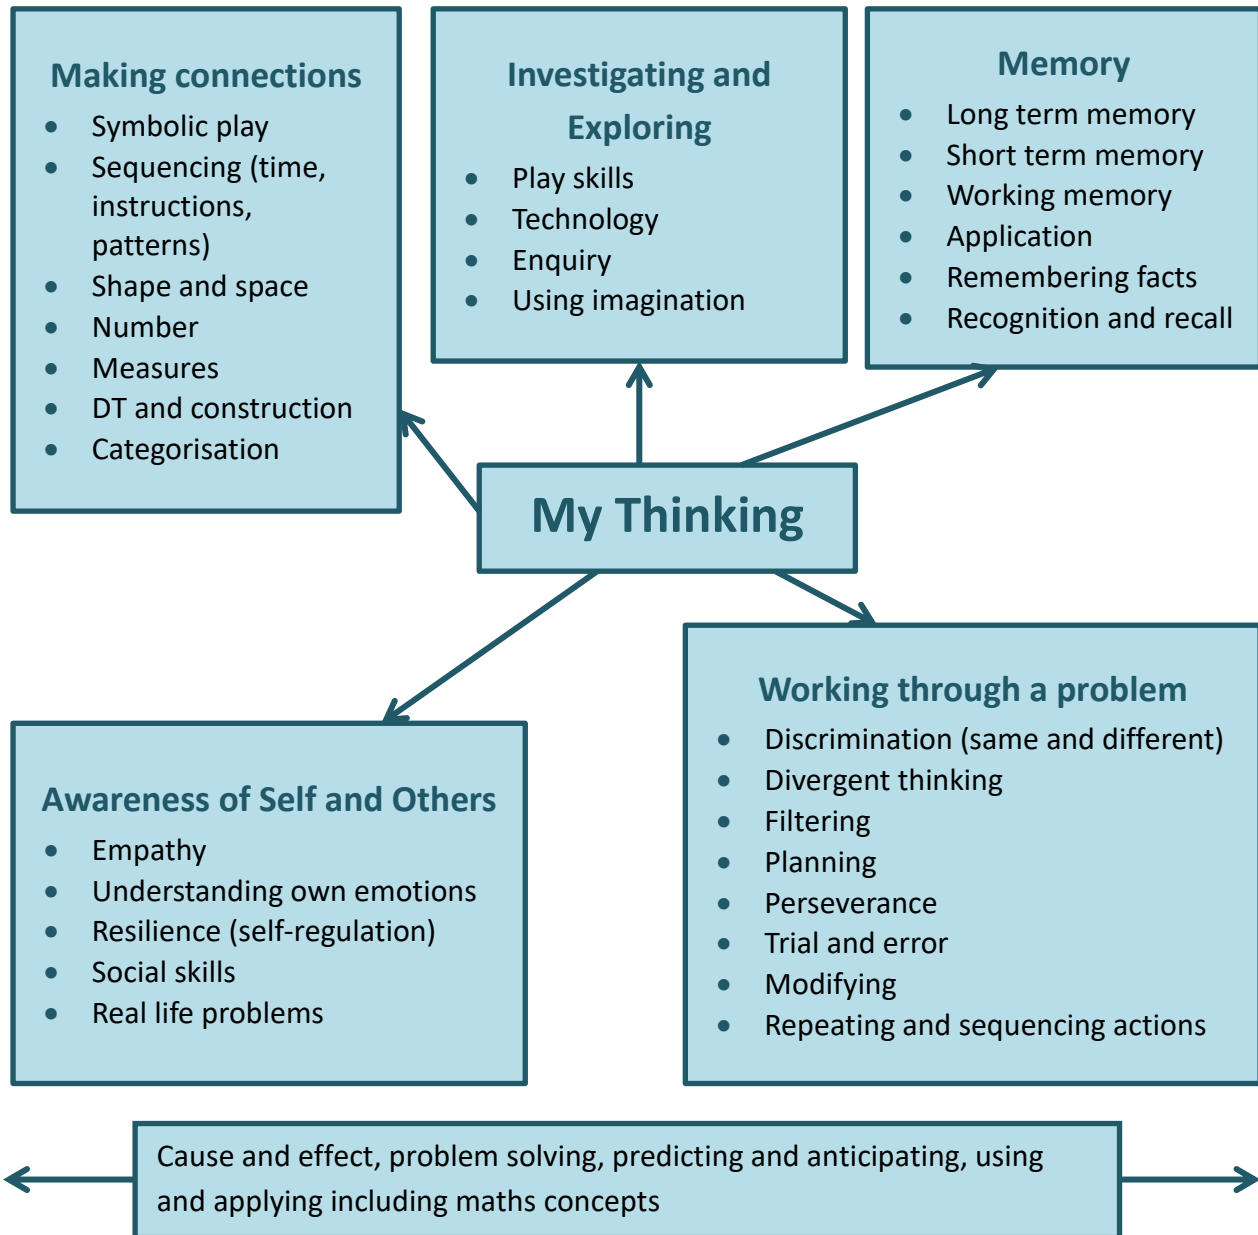 Making connections
• Symbolic play
• Sequencing (time,
instructions,
patterns)
• Shape and space
• Number
• Measures
• DT and construction
• Categorisation
Investigating and
Exploring
• Play skills
• Technology
• Enquiry
• Using imagination
Memory
• Long term memory
• Short term memory
• Working memory
• Application
• Remembering facts
• Recognition and recall
My Thinking
Awareness of Self and Others
• Empathy
• Understanding own emotions
• Resilience (self-regulation)
• Social skills
• Real life problems
Working through a problem
• Discrimination (same and different)
• Divergent thinking
• Filtering
• Planning
• Perseverance
• Trial and error
• Modifying
• Repeating and sequencing actions
Cause and effect, problem solving, predicting and anticipating, using
and applying including maths concepts